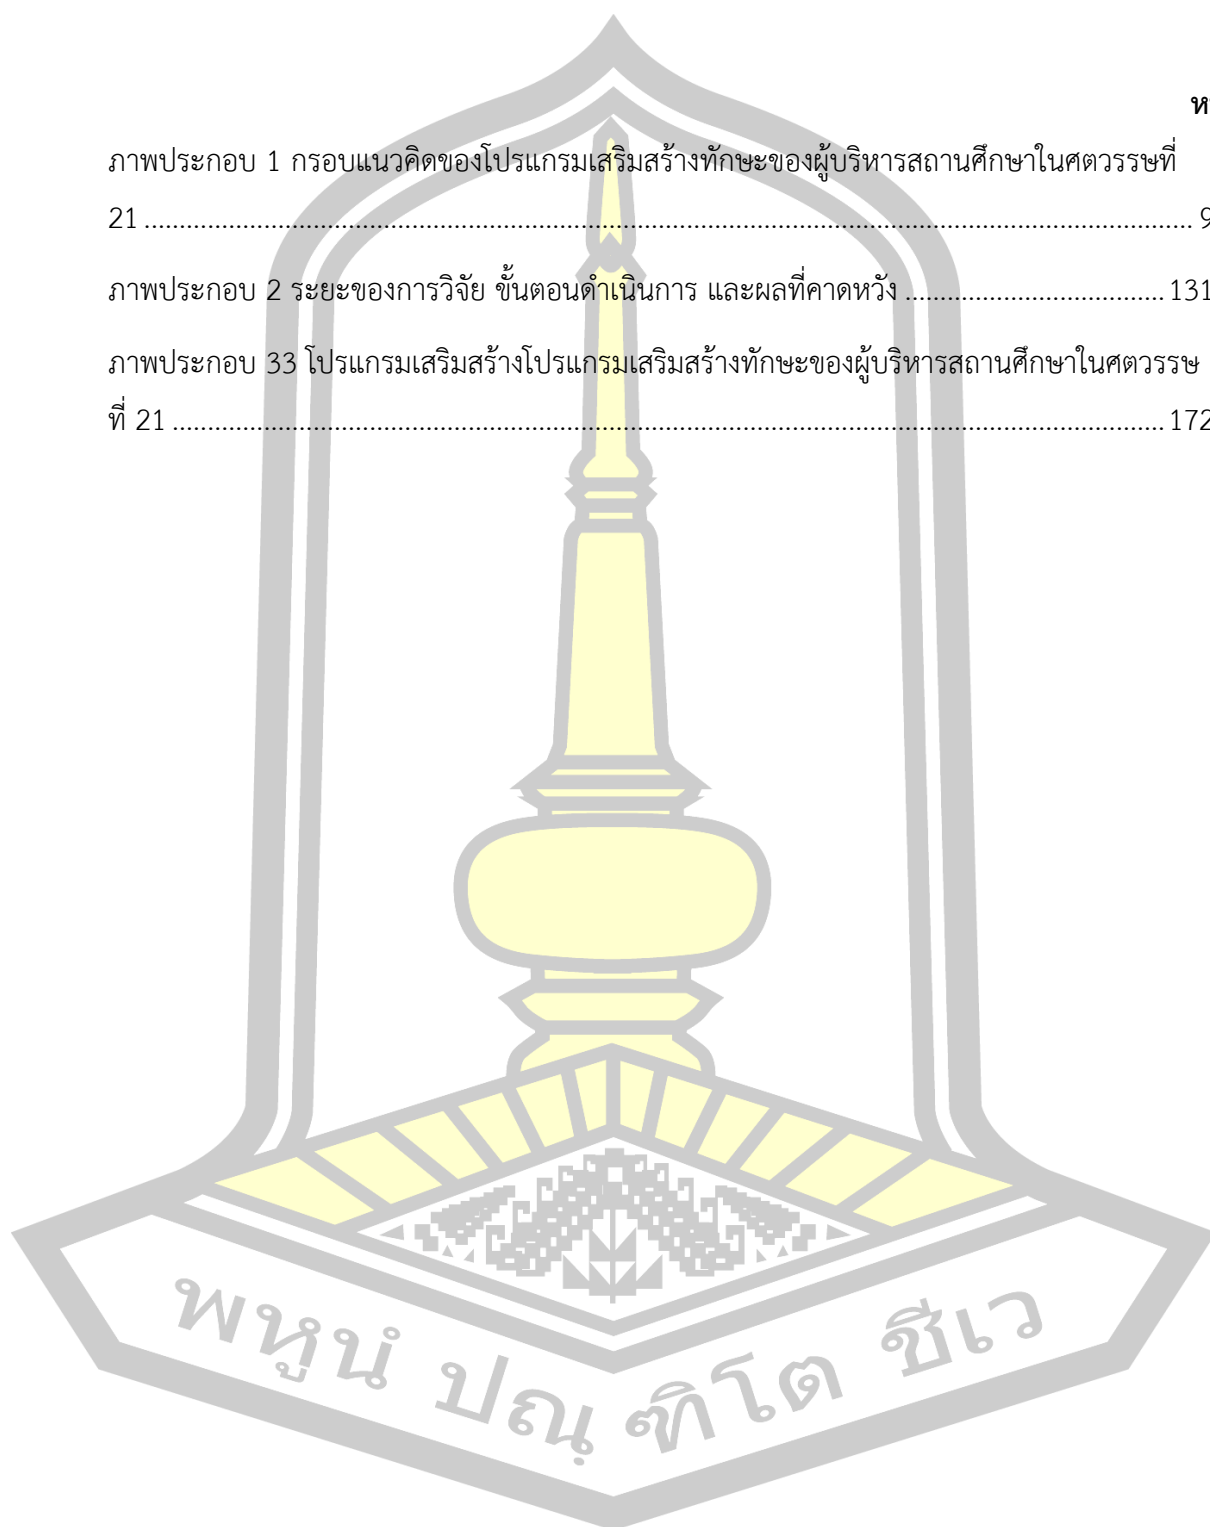 ภาพประกอบ 1 กรอบแนวคิดของโปรแกรมเสริมสร้างทักษะของผู้บริหารสถานศึกษาในศตวรรษที่
21 ........................................................................................................................................................ 9
ภาพประกอบ 2 ระยะของการวิจัย ขั้นตอนดำเนินการ และผลที่คาดหวัง ..................................... 131
ภาพประกอบ 33 โปรแกรมเสริมสร้างโปรแกรมเสริมสร้างทักษะของผู้บริหารสถานศึกษาในศตวรรษ
ที่ 21 ............................................................................................................................................. 172
พหูนํ ปณฺ ฑิโต ชีเว